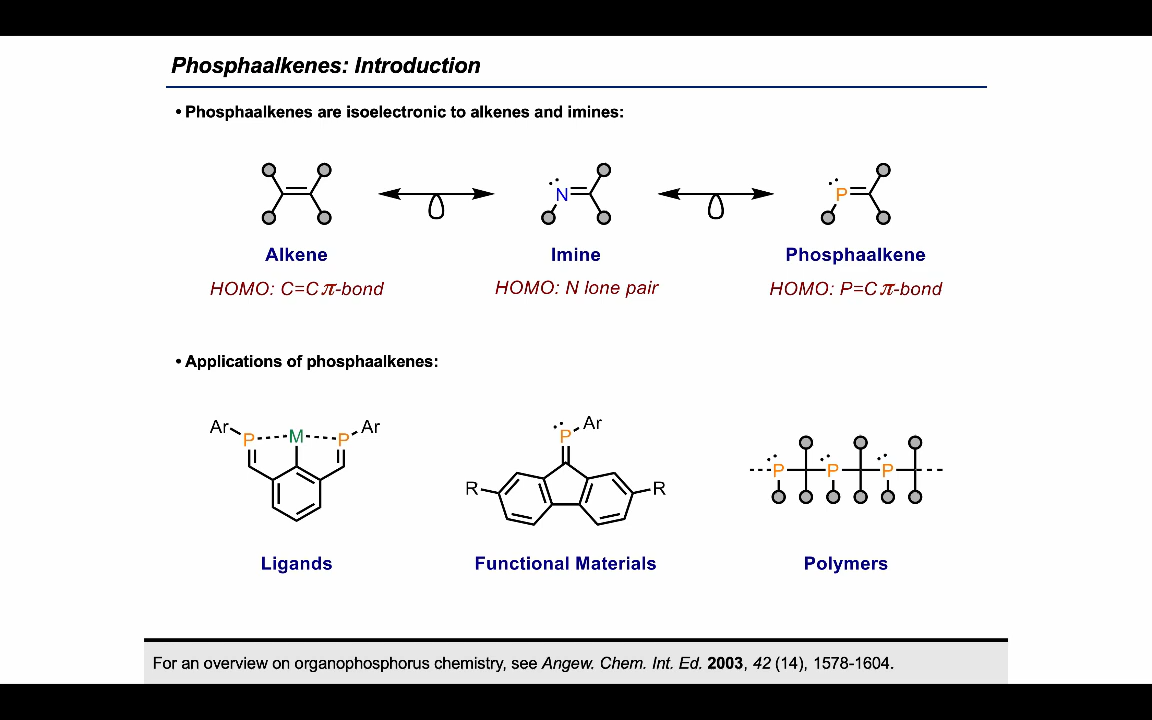 Phosphaalkenes: Introduction
• Phosphaalkenes are isoelectronic to alkenes and imines:
N
P
Alkene
Imine
Phosphaalkene
HOMO: C=C π-bond
HOMO: N lone pair
HOMO: P=C π-bond
• Applications of phosphaalkenes:
Ar P M P Ar
P Ar
R R
P P P
Ligands
Functional Materials
Polymers
For an overview on organophosphorus chemistry, see Angew. Chem. Int. Ed. 2003, 42 (14), 1578-1604.